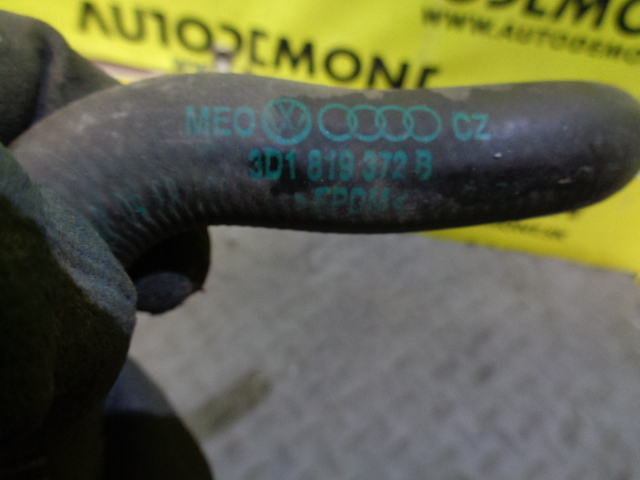 AUTODEMONT
WWW.AUTODEMO
MEO CZ
3D1 819 372 B
>EPDM<